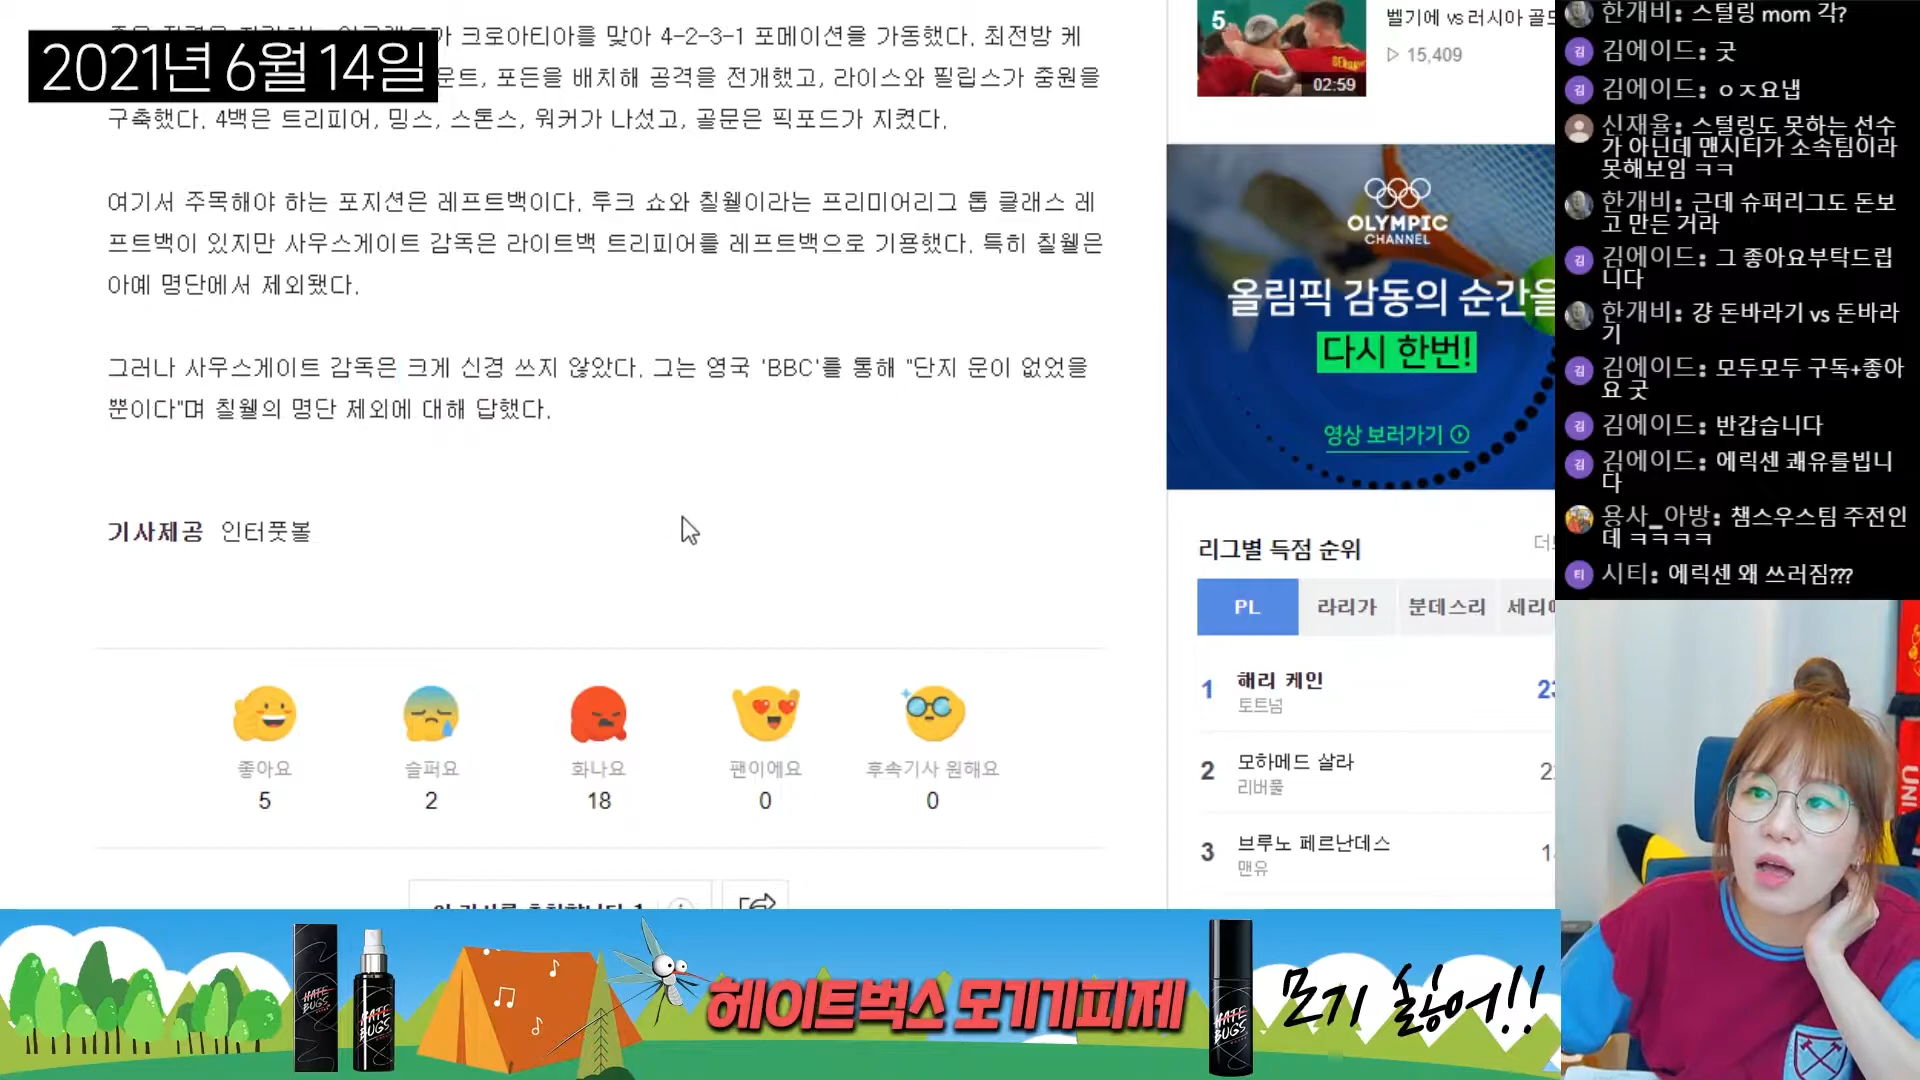 2021년 6월 14일
크로아티아를 맞아 4-2-3-1 포메이션을 가동했다. 최전방 케
운트, 포든을 배치해 공격을 전개했고, 라이스와 필립스가 중원을
구축했다. 4백은 트리피어, 밍스, 스톤스, 워커가 나섰고, 골문은 픽포드가 지켰다.
여기서 주목해야 하는 포지션은 레프트백이다. 루크 쇼와 칠웰이라는 프리미어리그 톱 클래스 레
프트백이 있지만 사우스게이트 감독은 라이트백 트리피어를 레프트백으로 기용했다. 특히 칠웰은
아예 명단에서 제외됐다.
그러나 사우스게이트 감독은 크게 신경 쓰지 않았다. 그는 영국 'BBC'를 통해 "단지 운이 없었을
뿐이다"며 칠웰의 명단 제외에 대해 답했다.
기사제공 인터풋볼
좋아요
5
슬퍼요
2
화나요
18
팬이에요
0
후속기사 원해요
0
5
벨기에 vs 러시아
15,409
02:59
OLYMPIC
CHANNEL
올림픽 감동의 순간을
다시 한번!
영상 보러가기
리그별 득점 순위
PL 라리가 분데스리 세리
1 해리 케인
토트넘
2 모하메드 살라
리버풀
3 브루노 페르난데스
맨유
한개비: 스털링 mom 각?
김 김에이드: 굿
김 김에이드: ㅇㅈ요냅
신재율: 스털링도 못하는 선수
가 아닌데 맨시티가 소속팀이라
못해보임 ㅋㅋ
한개비: 근데 슈퍼리그도 돈보
고 만든 거라
김 김에이드: 그 좋아요부탁드립
니다
한개비: 걍 돈바라기 vs 돈바라
기
김 김에이드: 모두모두 구독+좋아
요 굿
김 김에이드: 반갑습니다
김 김에이드: 에릭센 쾌유를빕니
다
용사_아방: 챔스우스팀 주전인
데 ㅋㅋㅋㅋ
티 시티: 에릭센 왜 쓰러짐???
HATE
BUGS
HATE
BUGS
헤이트벅스 모기기피제
HATE
BUGS
모기 싫어!!
UNI